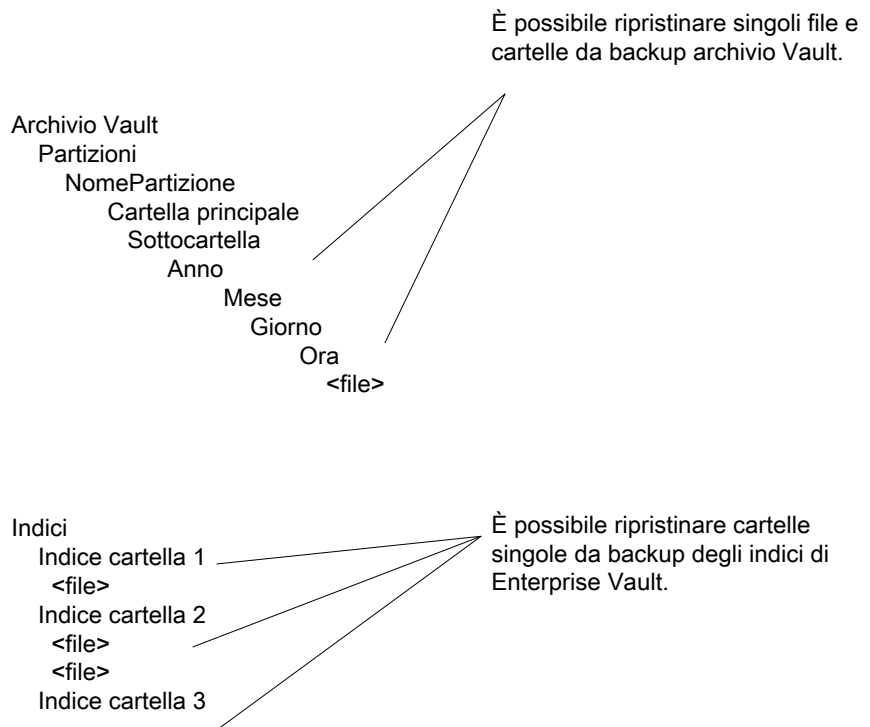 È possibile ripristinare singoli file e
cartelle da backup archivio Vault.
Archivio Vault
Partizioni
NomePartizione
Cartella principale
Sottocartella
Anno
Mese
Giorno
Ora
<file>
Indici
Indice cartella 1
<file>
Indice cartella 2
<file>
<file>
Indice cartella 3
È possibile ripristinare cartelle
singole da backup degli indici di
Enterprise Vault.